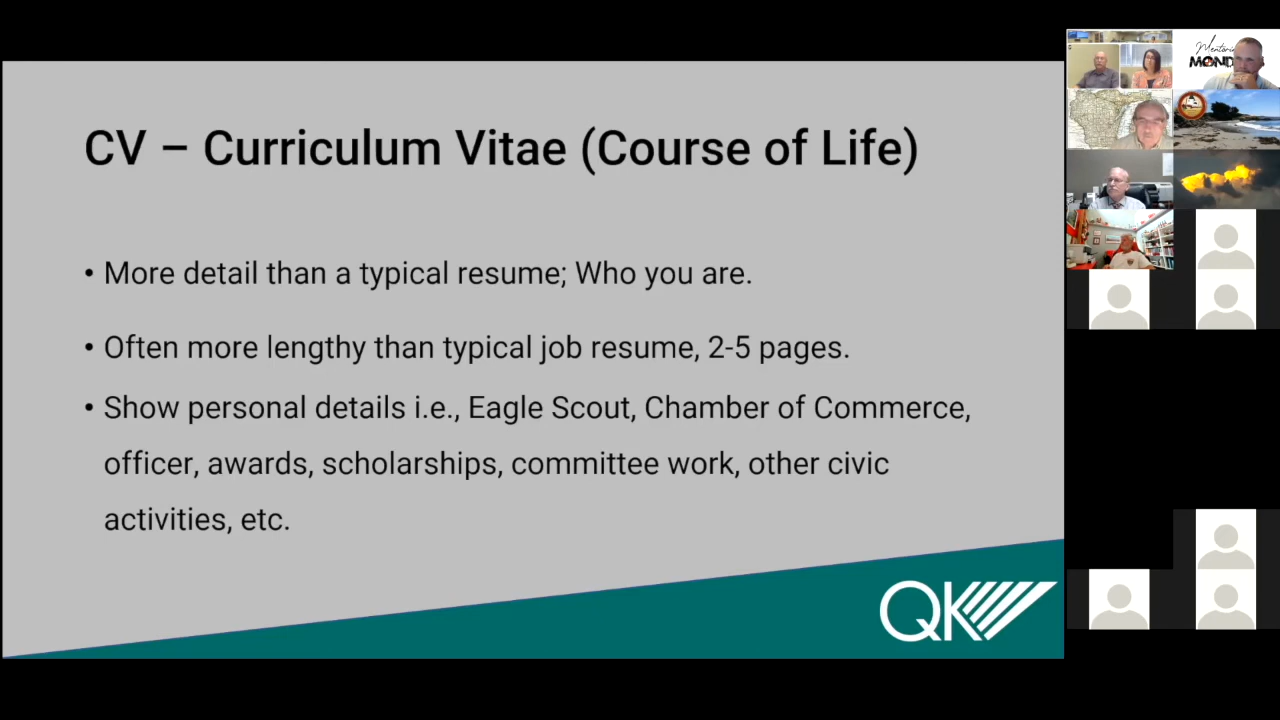 CV – Curriculum Vitae (Course of Life)
• More detail than a typical resume; Who you are.
• Often more lengthy than typical job resume, 2-5 pages.
• Show personal details i.e., Eagle Scout, Chamber of Commerce,
officer, awards, scholarships, committee work, other civic
activities, etc.
QK